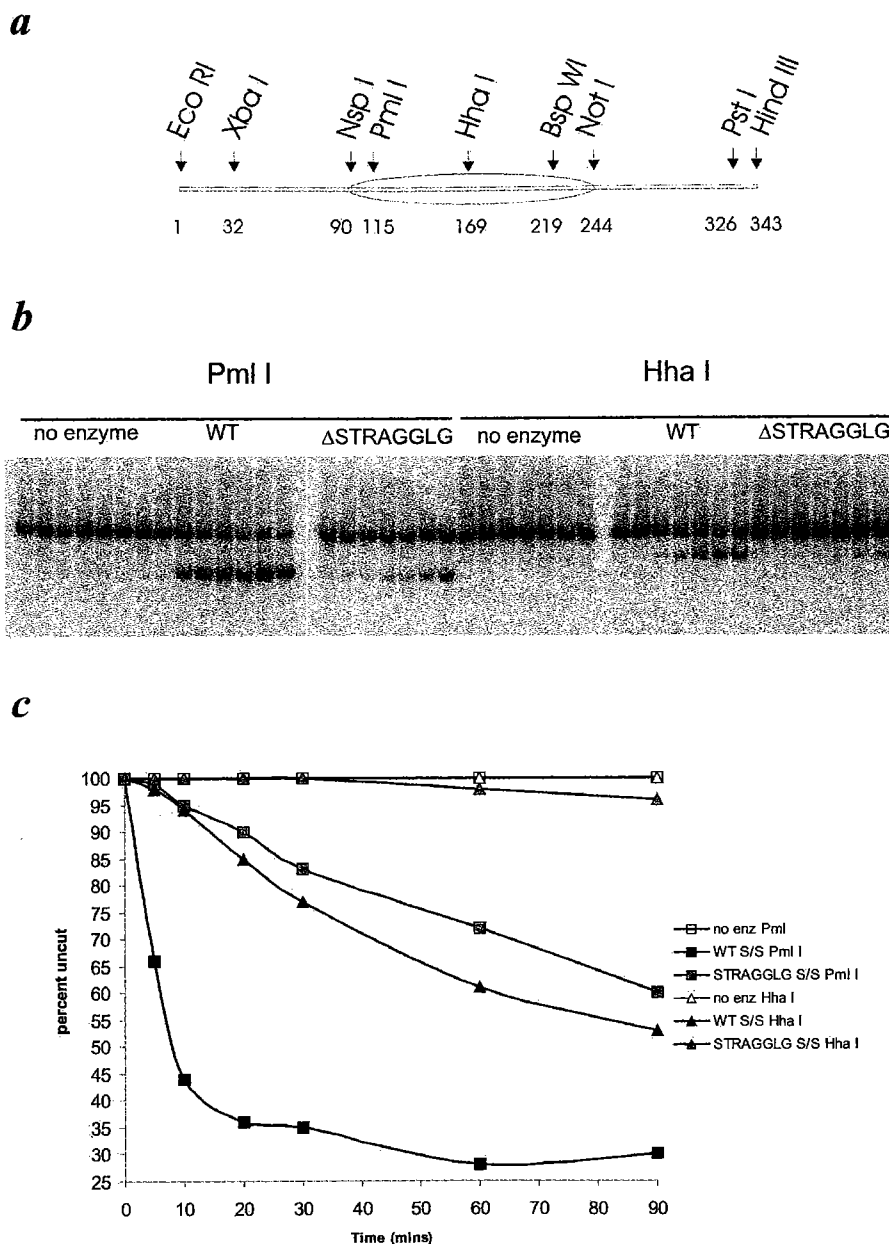 a
Eco RI Xba I Nsp I Pml I Hha I Bsp WI Not I Pst I Hind III
1 32 90 115 169 219 244 326 343
b
Pml I Hha I
no enzyme WT ΔSTRAGGLG no enzyme WT ΔSTRAGGLG
c
100
95
90
85
80
75
70
65
60
55
50
45
40
35
30
25
percent uncut
0 10 20 30 40 50 60 70 80 90
Time (mins)
no enz Pml
WT S/S Pml I
STRAGGLG S/S Pml I
no enz Hha I
WT S/S Hha I
STRAGGLG S/S Hha I